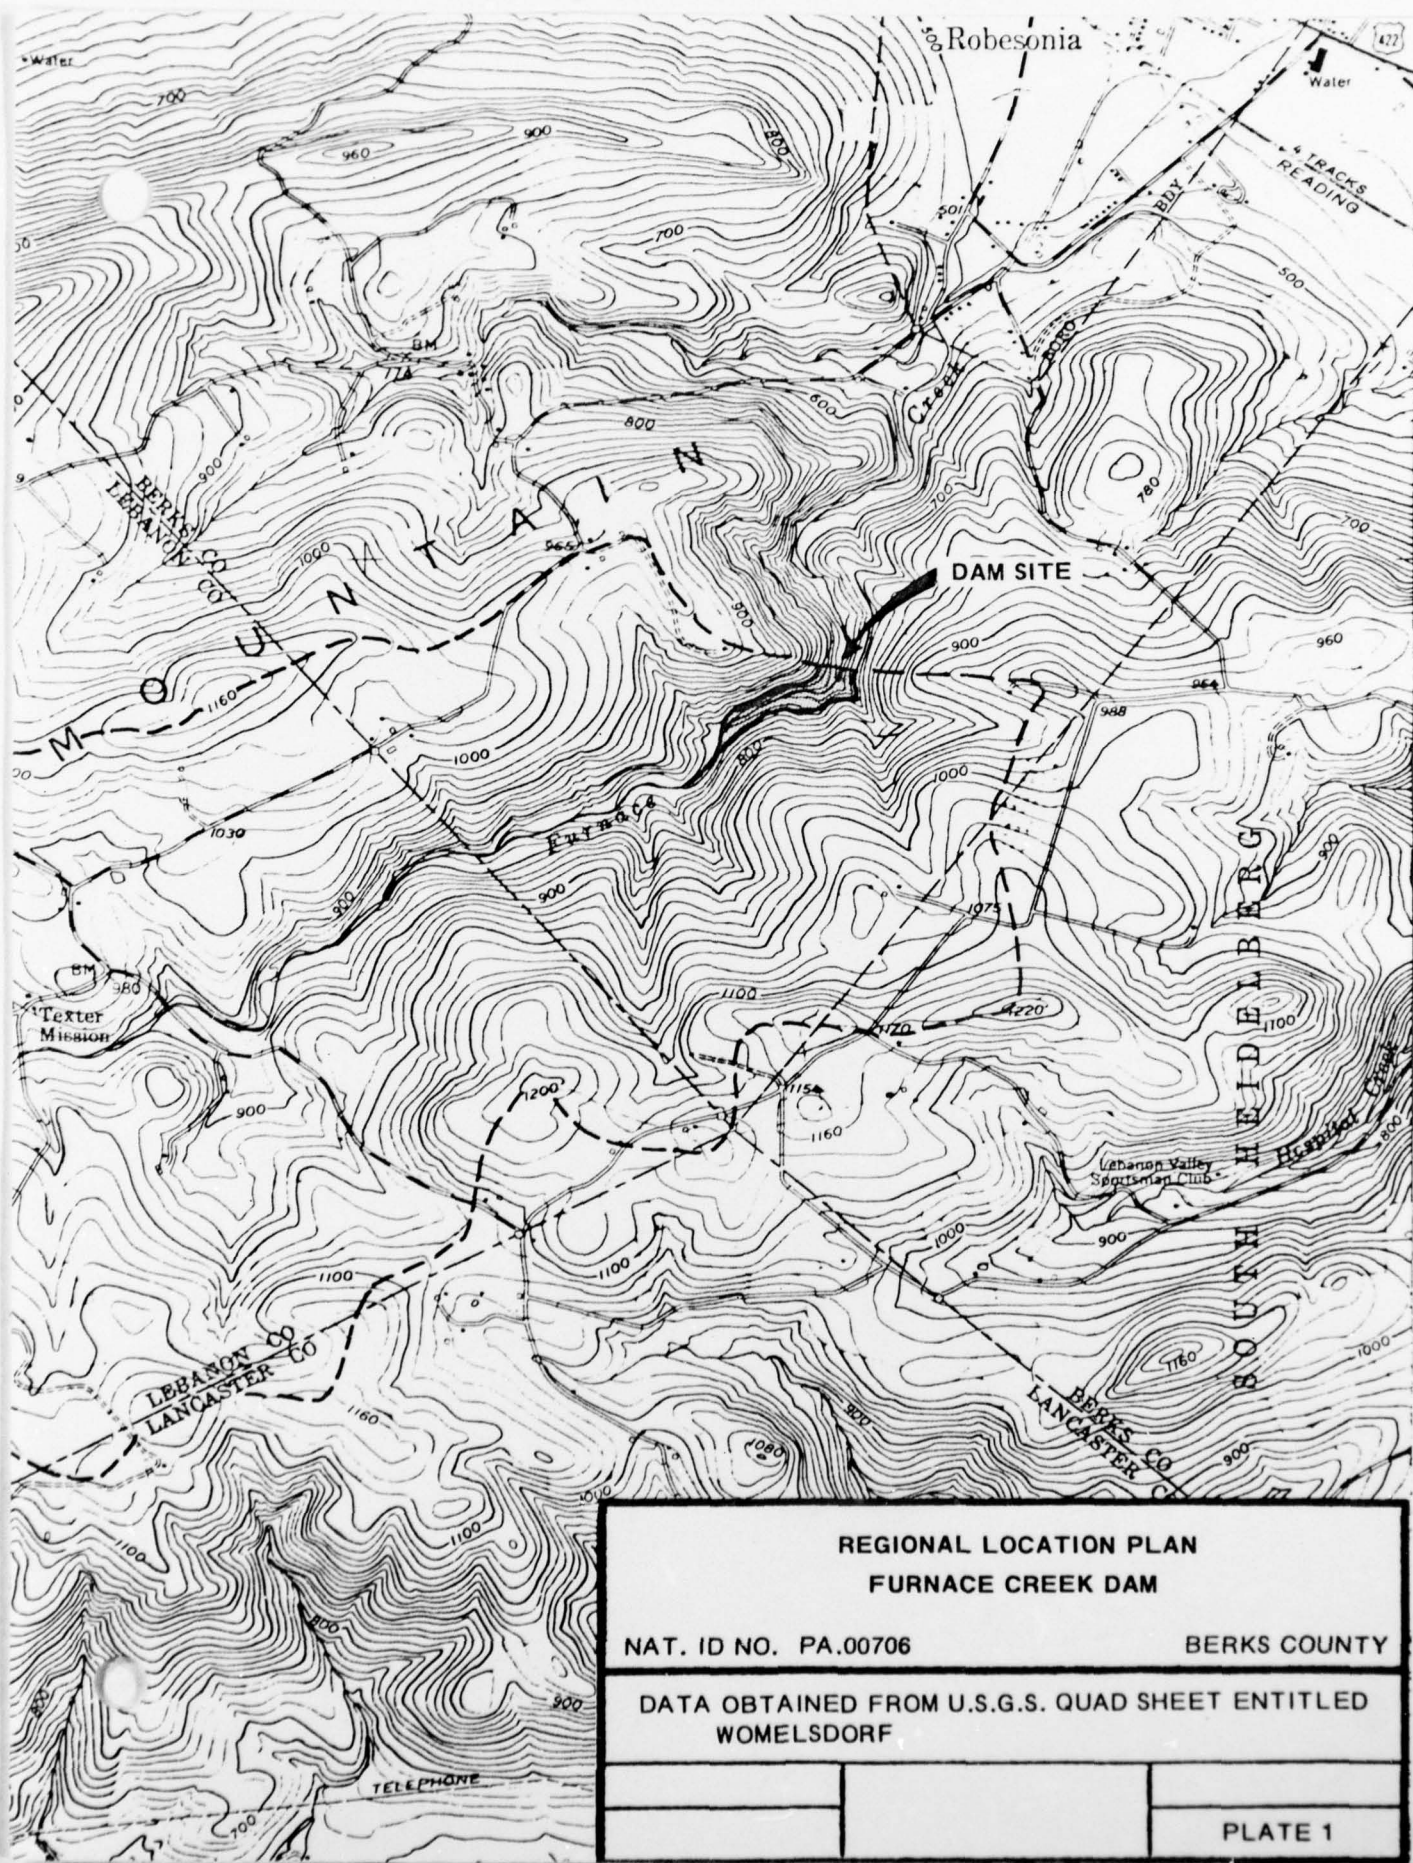 Robesonia
422
Water
Water
700
900
960
800
4 TRACKS
READING
BDY
501
700
500
BM
BORO
Creek
600
800
900
BERKS CO
LEBANON CO
780
700
700
1000
965
DAM SITE
900
900
960
964
988
MOUNTAIN
1160
1000
800
1000
Furnace
1030
900
900
900
1075
SOUTH HEIDELBERG
BM
980
Texter
Mission
1100
1220
1170
1100
1200
1154
1160
900
Hospital Creek
800
Lebanon Valley
Sportsman Club
1000
900
1100
1100
LEBANON CO
LANCASTER CO
1160
1160
1000
BERKS CO
LANCASTER C
900
900
1080
1000
1100
1100
800
800
900
TELEPHONE
700
REGIONAL LOCATION PLAN
FURNACE CREEK DAM
NAT. ID NO. PA.00706 BERKS COUNTY
DATA OBTAINED FROM U.S.G.S. QUAD SHEET ENTITLED
WOMELSDORF
PLATE 1